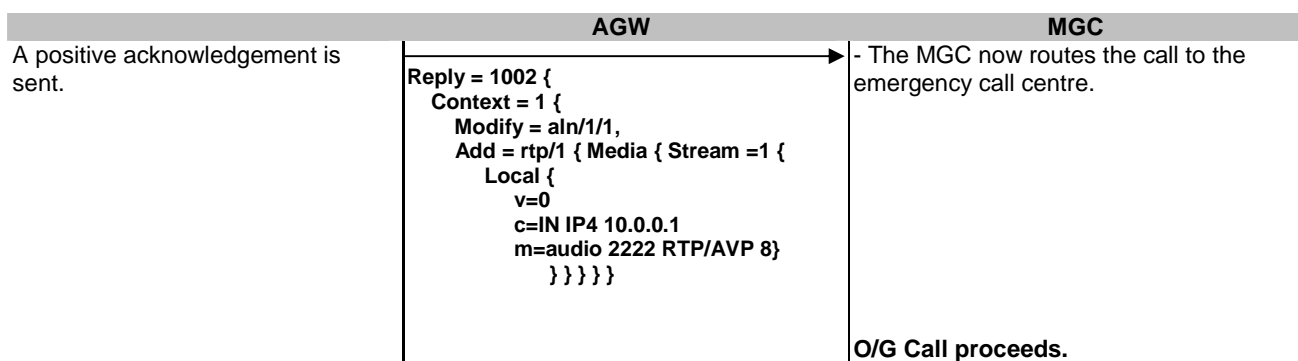 AGW MGC
A positive acknowledgement is
sent.
Reply = 1002 {
Context = 1 {
Modify = aln/1/1,
Add = rtp/1 { Media { Stream =1 {
Local {
v=0
c=IN IP4 10.0.0.1
m=audio 2222 RTP/AVP 8}
} } } } }
- The MGC now routes the call to the
emergency call centre.
O/G Call proceeds.